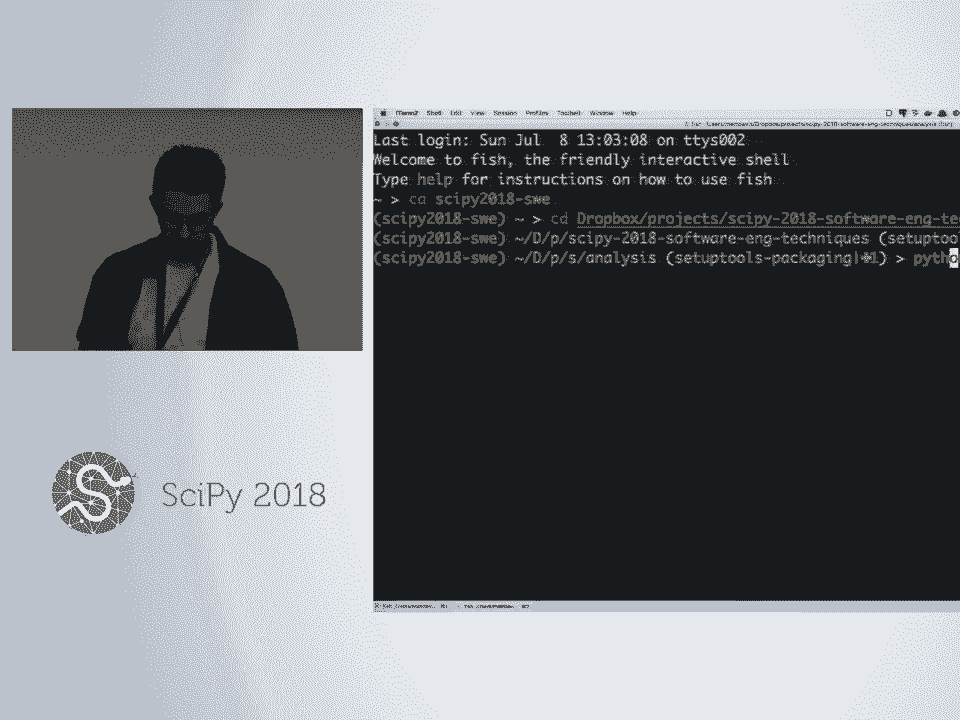 iTerm2 Shell Edit View Session Profiles Toolbelt Window Help
Last login: Sun Jul  8 13:03:08 on ttys002
Welcome to fish, the friendly interactive shell
Type help for instructions on how to use fish
~ > ca scipy2018-swe
(scipy2018-swe) ~ > cd Dropbox/projects/scipy-2018-software-eng-te
(scipy2018-swe) ~/D/p/scipy-2018-software-eng-techniques (setuptoo
(scipy2018-swe) ~/D/p/s/analysis (setuptools-packaging|+1) > pytho
SciPy 2018